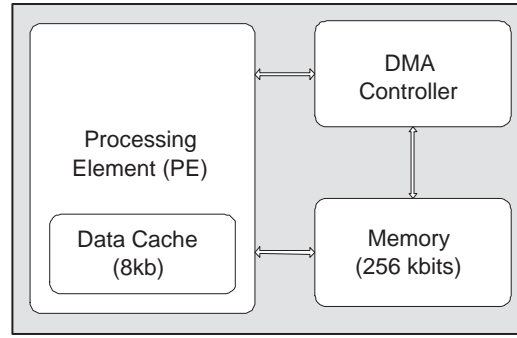 Processing
Element (PE)
Data Cache
(8kb)
DMA
Controller
Memory
(256 kbits)